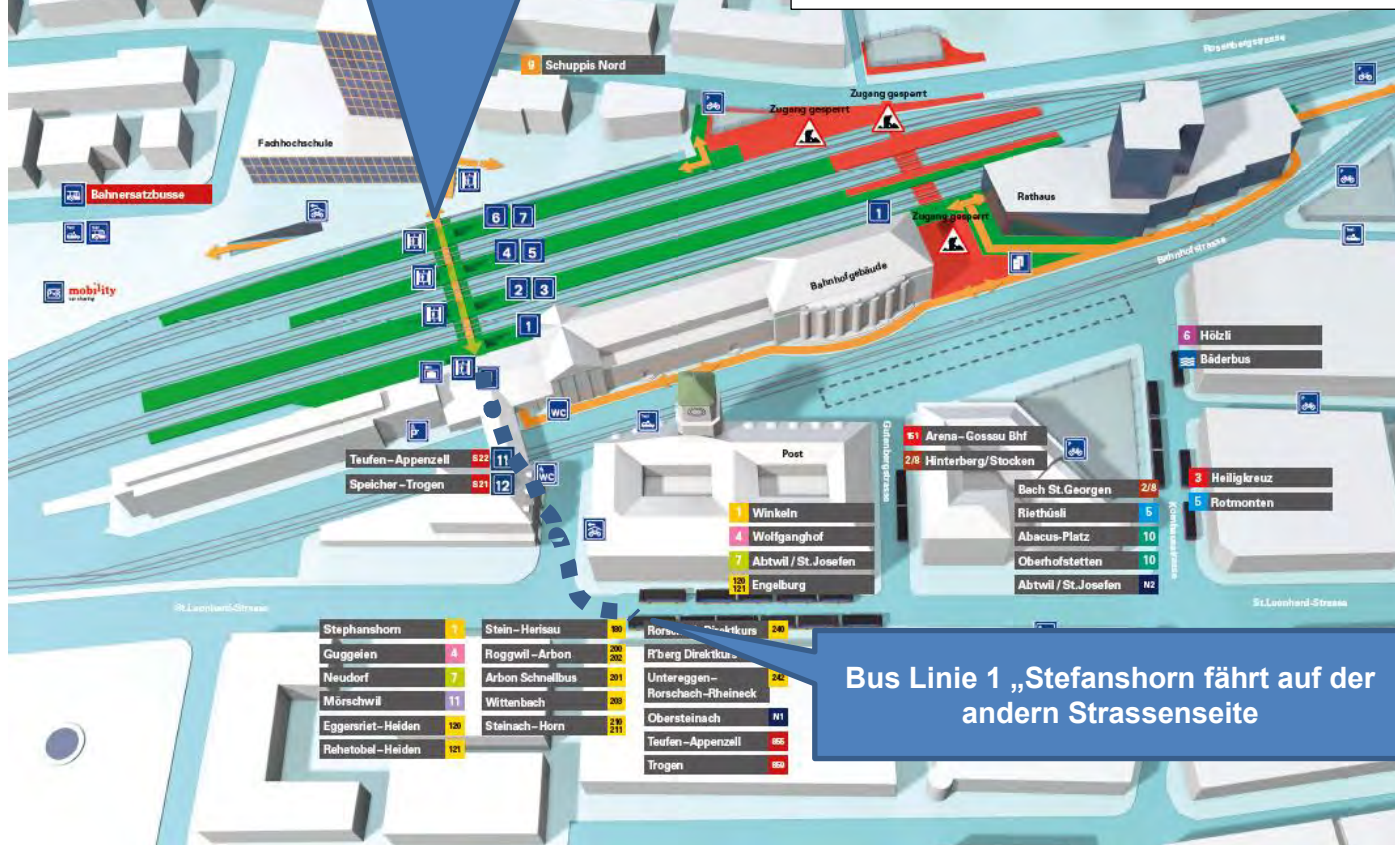 Rosenbergstrasse
9 Schuppis Nord
Zugang gesperrt
Zugang gesperrt
Fachhochschule
Bahnersatzbusse
6 7
1
Rathaus
Zugang gesperrt
4 5
Bahnhofstrasse
mobility
car sharing
2 3
Bahnhofgebäude
1
6 Hölzli
Bäderbus
WC
Gutenbergstrasse
151 Arena–Gossau Bhf
2/8 Hinterberg/Stocken
Post
Teufen–Appenzell S22 11
Speicher–Trogen S21 12
WC
3 Heiligkreuz
5 Rotmonten
Bach St.Georgen 2/8
Riethüsli 5
Abacus-Platz 10
Oberhofstetten 10
Abtwil / St.Josefen N2
Kornhausstrasse
1 Winkeln
4 Wolfganghof
7 Abtwil / St.Josefen
120
121 Engelburg
St.Leonhard-Strasse
St.Leonhard-Strasse
Stephanshorn 1
Guggeien 4
Neudorf 7
Mörschwil 11
Eggersriet–Heiden 120
Rehetobel–Heiden 121
Stein–Herisau 180
Roggwil–Arbon 200
202
Arbon Schnellbus 201
Wittenbach 203
Steinach–Horn 210
211
Direktkurs 240
R'berg Direktkurs
Untereggen– 242
Rorschach–Rheineck
Obersteinach N1
Teufen–Appenzell
Trogen
Bus Linie 1 „Stefanshorn fährt auf der
andern Strassenseite